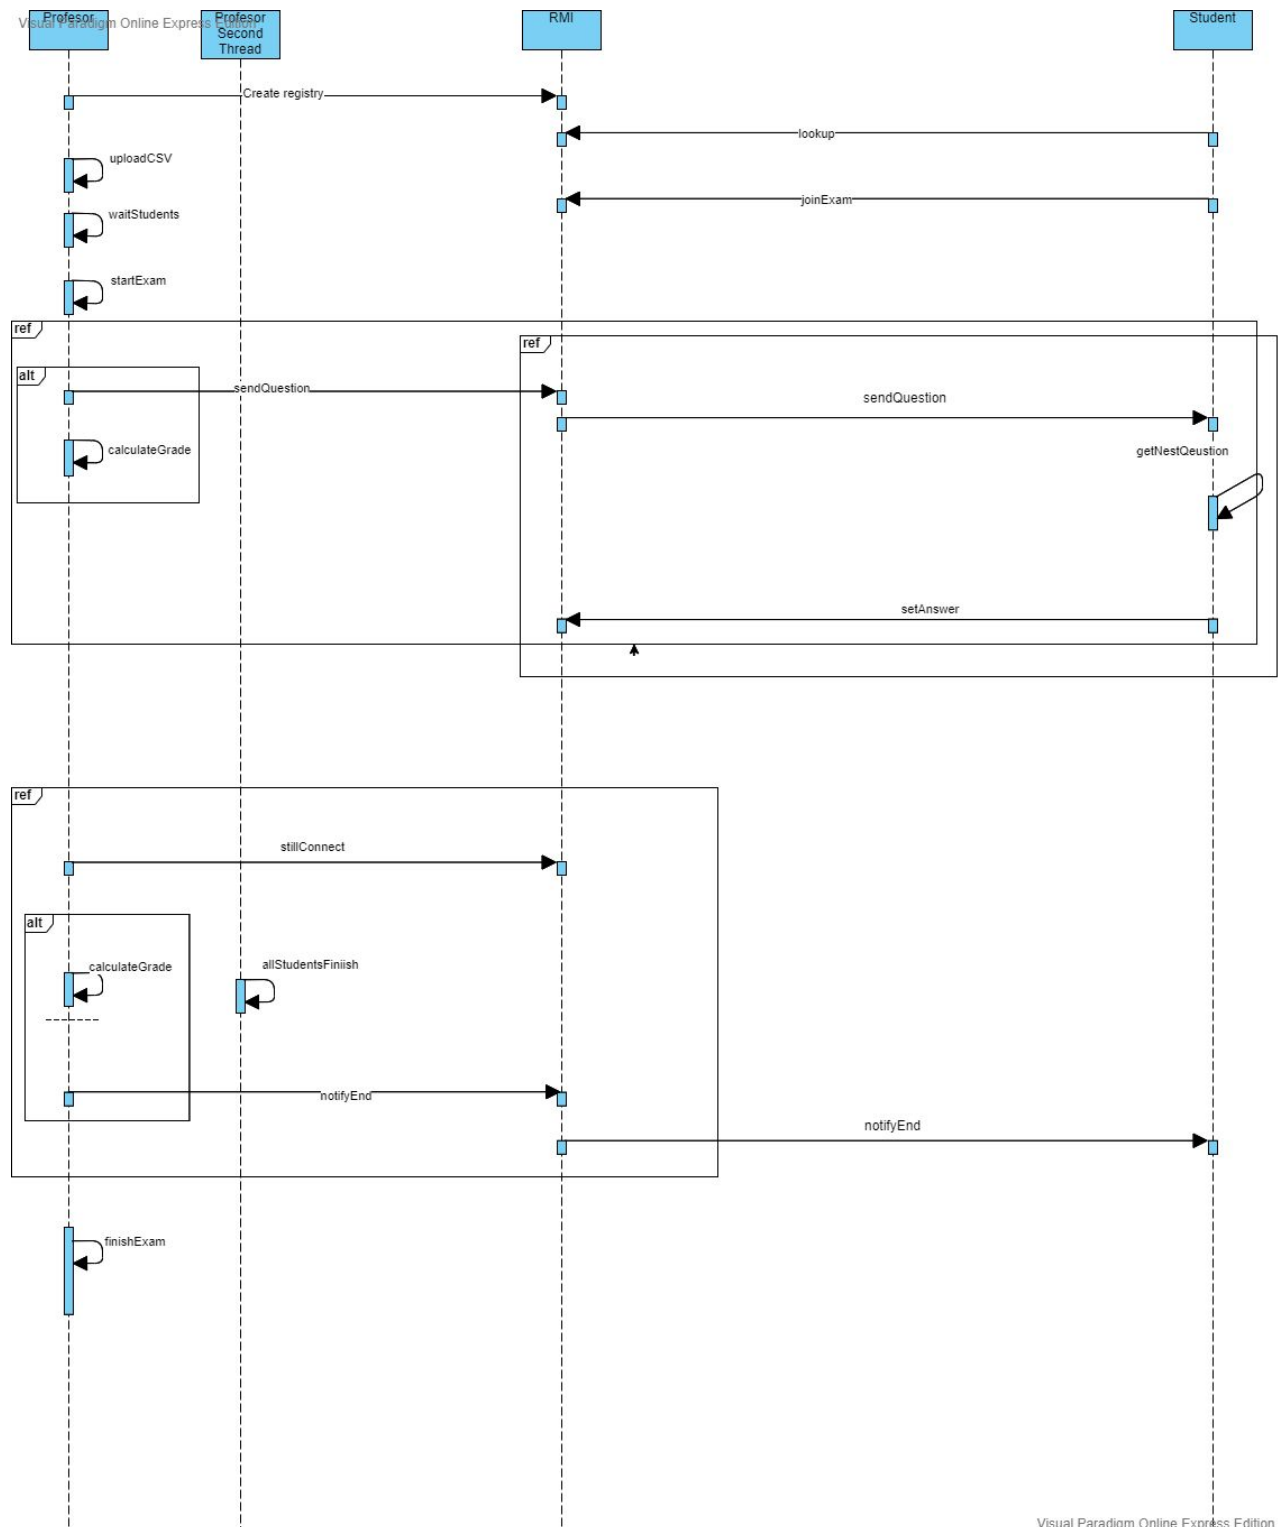 Visual Paradigm Online Express Edition
Profesor
Profesor
Second
Thread
RMI
Student
Create registry
lookup
uploadCSV
joinExam
waitStudents
startExam
ref
ref
alt
sendQuestion
sendQuestion
calculateGrade
getNestQeustion
setAnswer
ref
stillConnect
alt
calculateGrade
allStudentsFiniish
notifyEnd
notifyEnd
finishExam
Visual Paradigm Online Express Edition